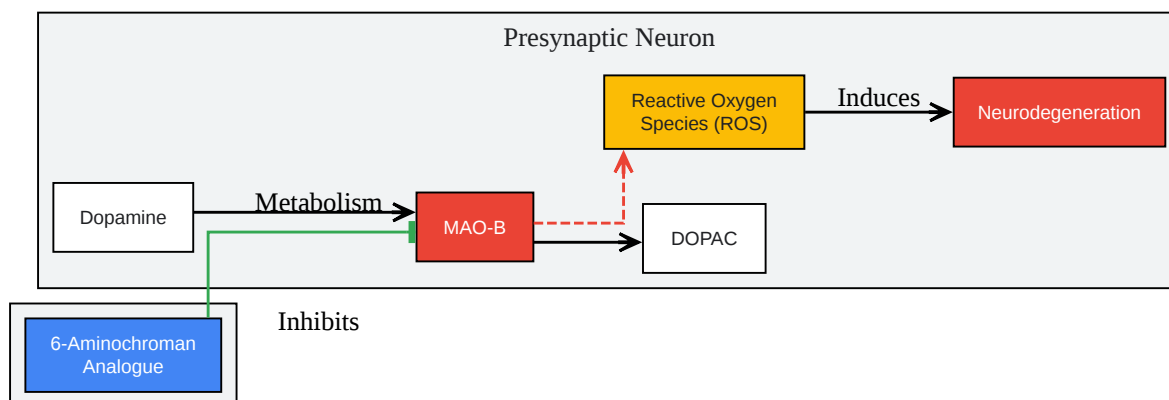 Presynaptic Neuron
Reactive Oxygen
Species (ROS)
Induces
Neurodegeneration
Dopamine
Metabolism
MAO-B
DOPAC
Inhibits
6-Aminochroman
Analogue